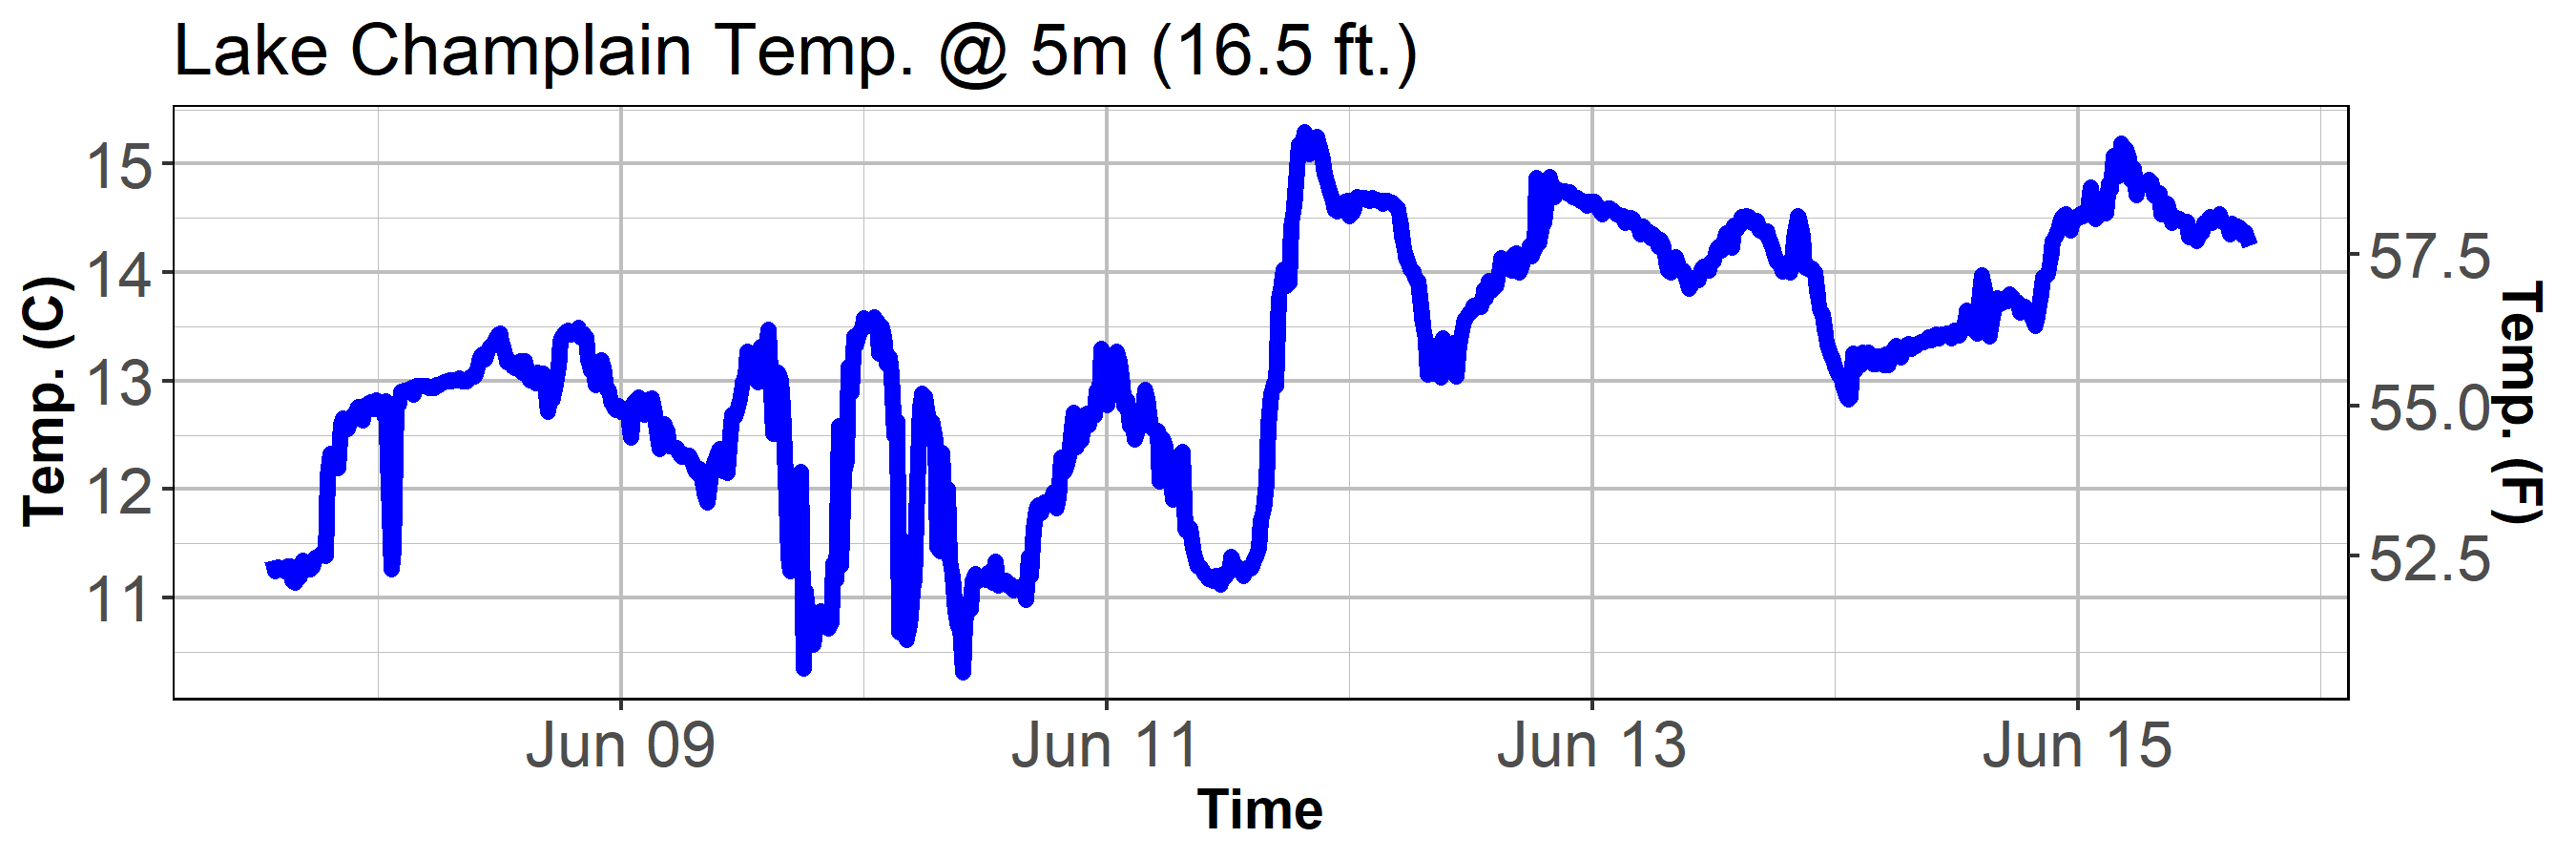 Lake Champlain Temp. @ 5m (16.5 ft.)
Temp. (C)
15
14
13
12
11
57.5
55.0
52.5
Temp. (F)
Jun 09 Jun 11 Jun 13 Jun 15
Time